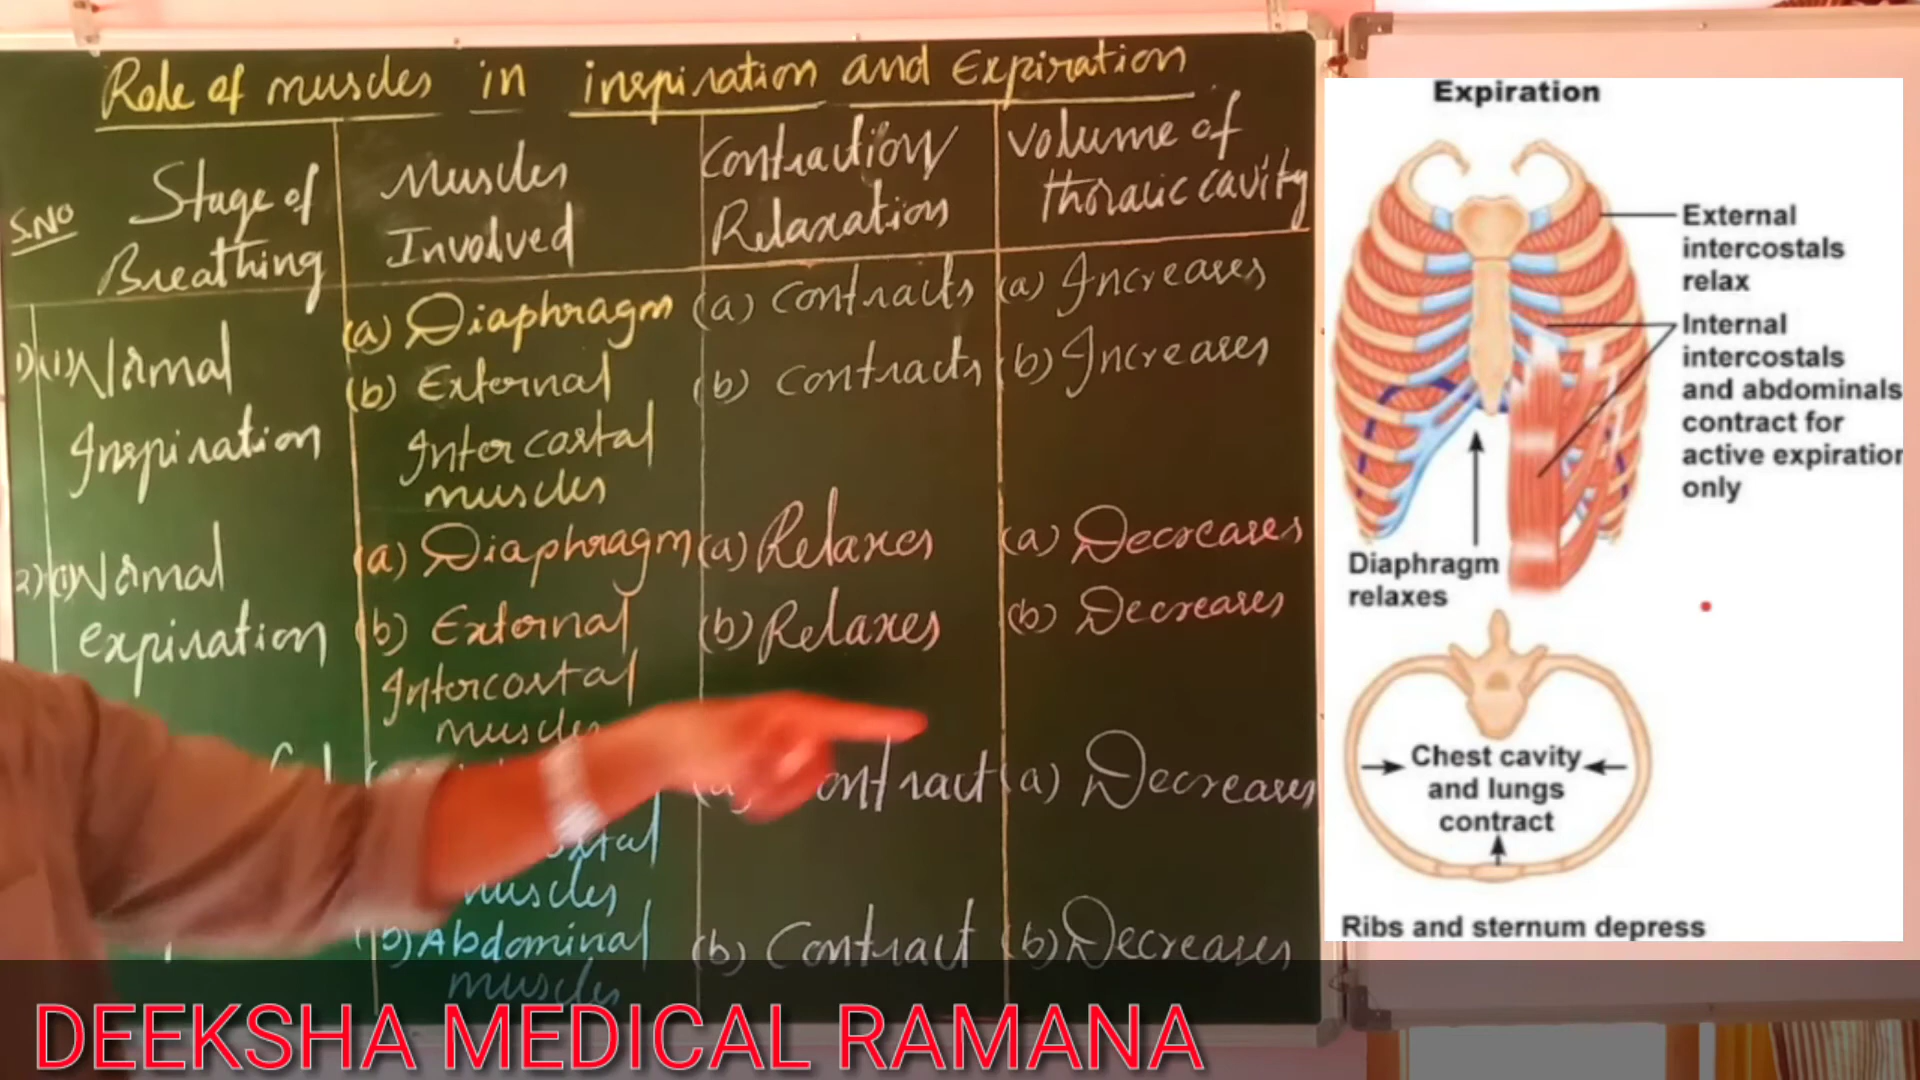 Role of muscles in inspiration and Expiration
S.NO
Stage of
Breathing
Muscles
Involved
Contraction/
Relaxation
Volume of
thoracic cavity
1)(1) Normal
Inspiration
(a) Diaphragm
(b) External
Intercostal
muscles
(a) Contracts
(b) Contracts
(a) Increases
(b) Increases
2)(1) Normal
expiration
(a) Diaphragm
(b) External
Intercostal
muscles
(a) Relaxes
(b) Relaxes
(a) Decreases
(b) Decreases
muscles
(b) Abdominal
muscles
(b) Contract
(a) Decreases
(b) Decreases
Expiration
External
intercostals
relax
Internal
intercostals
and abdominals
contract for
active expiration
only
Diaphragm
relaxes
Chest cavity
and lungs
contract
Ribs and sternum depress
DEEKSHA MEDICAL RAMANA